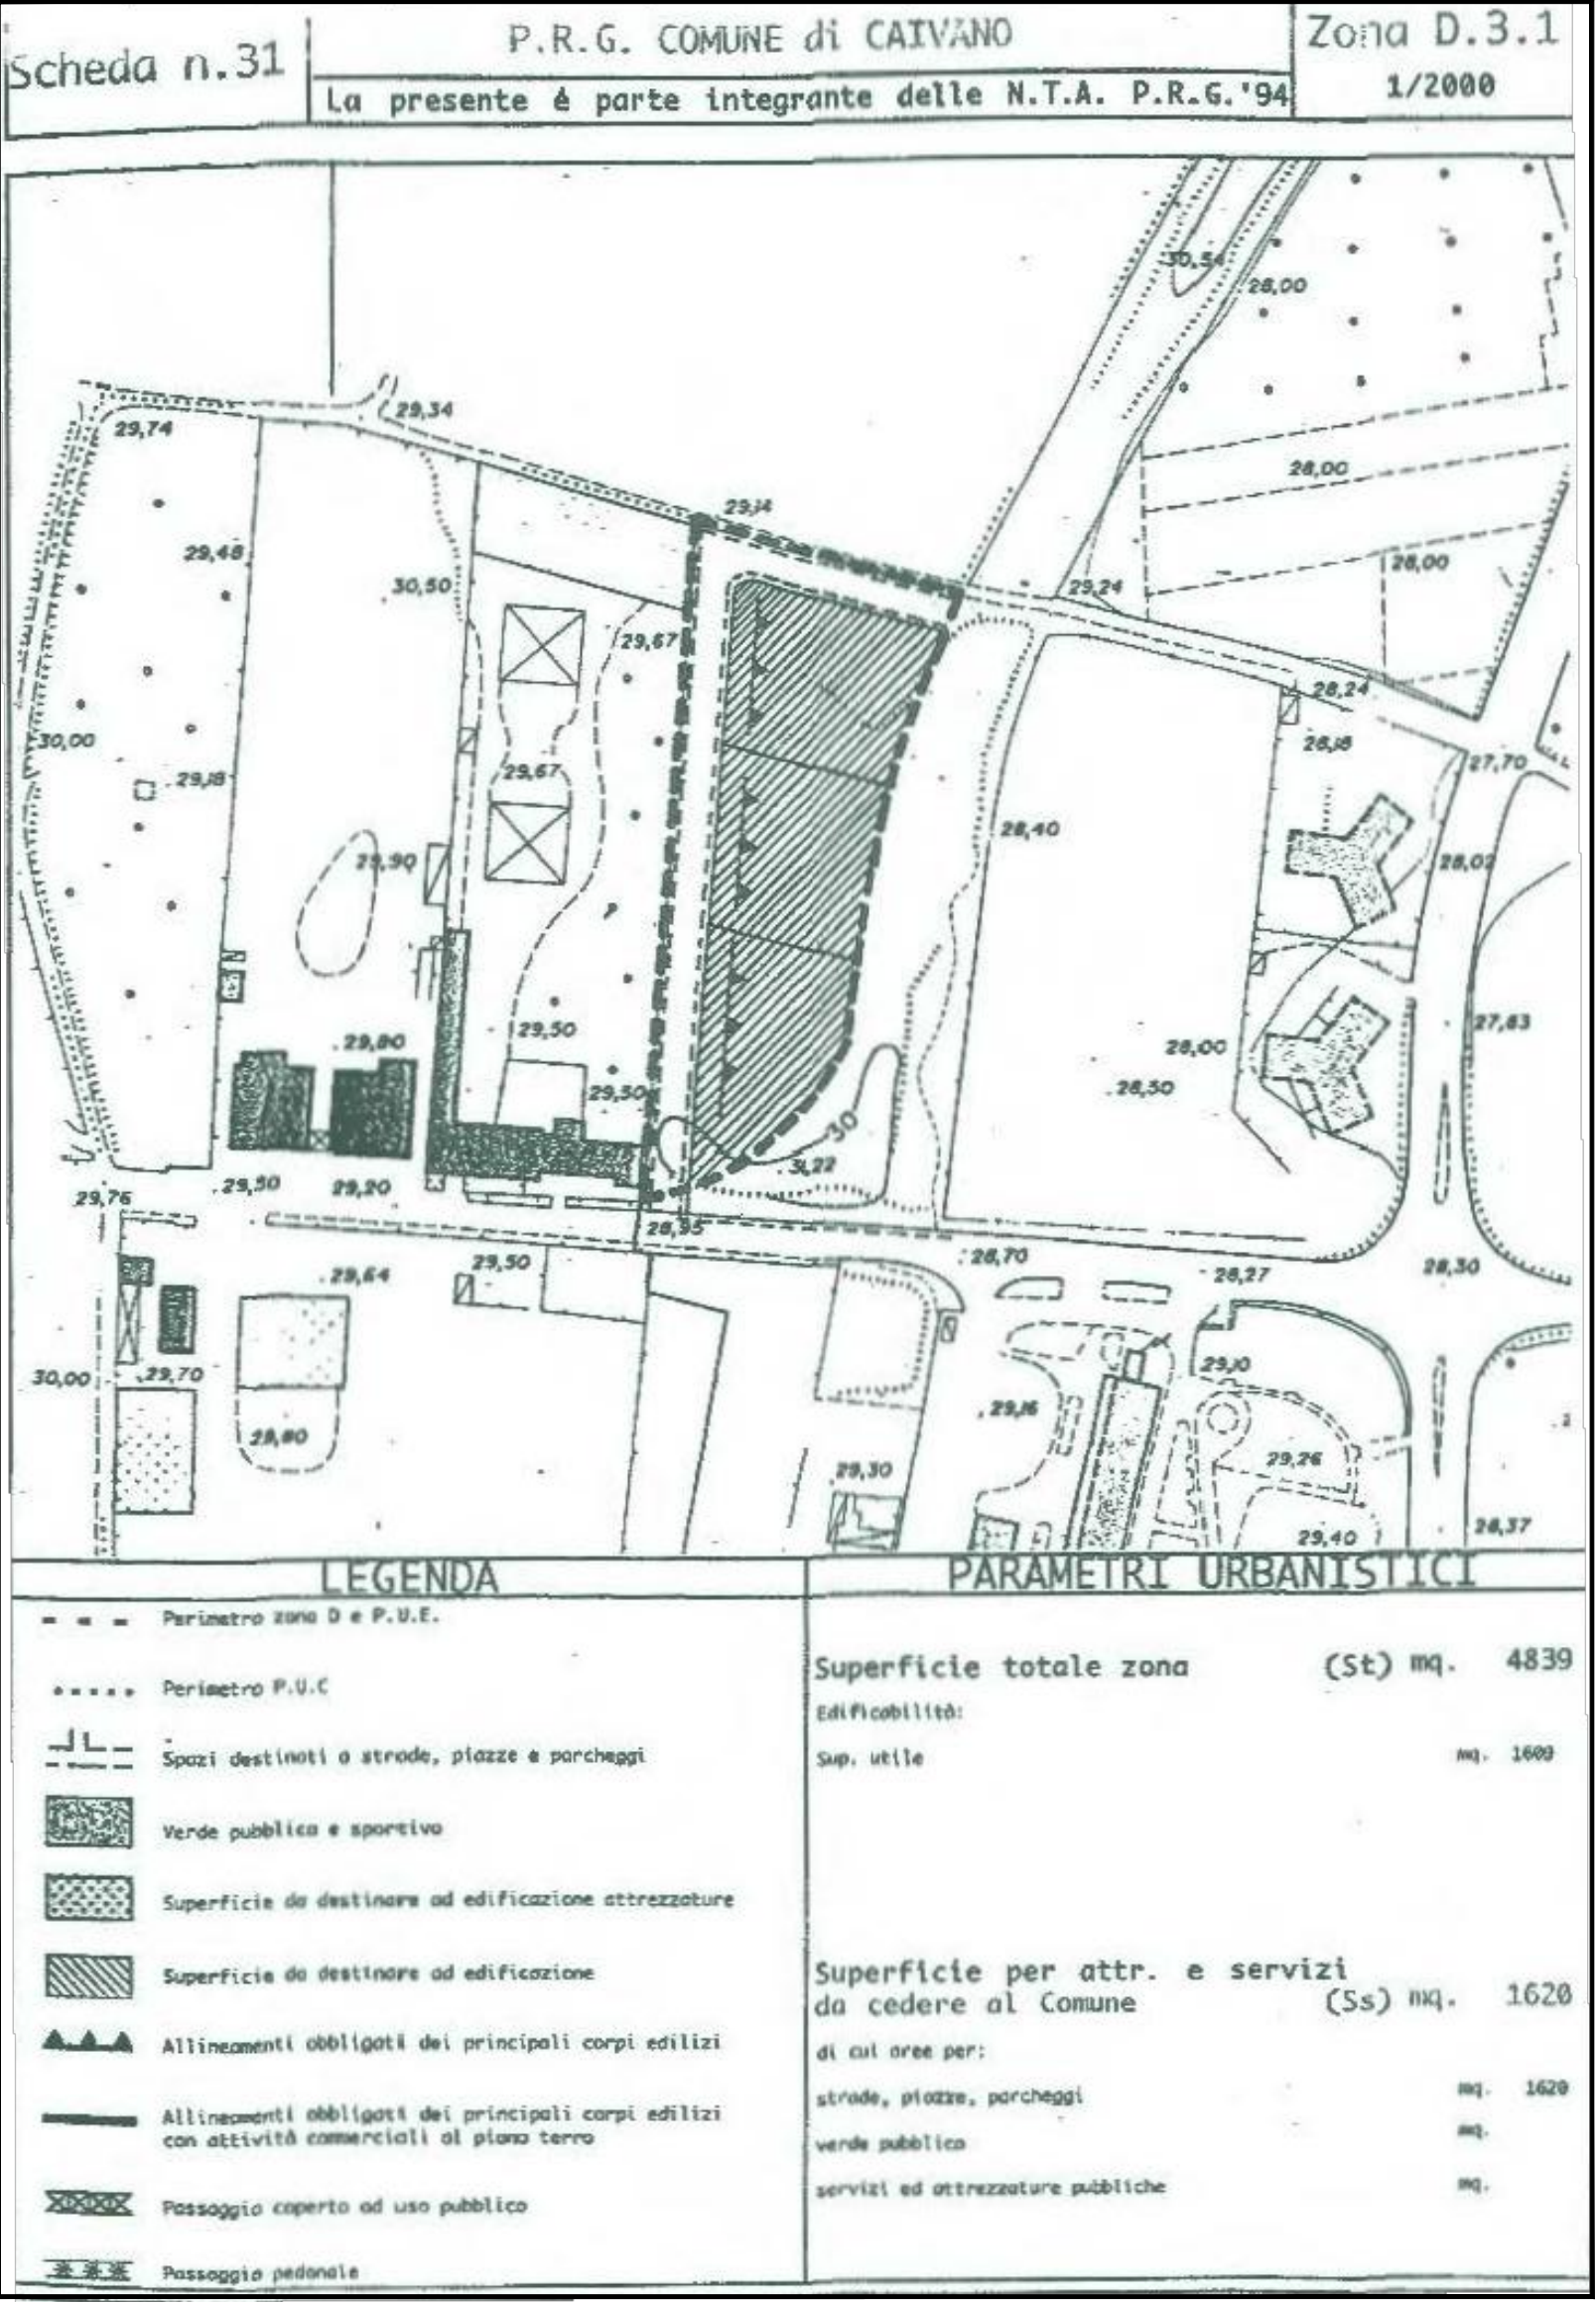 Scheda n.31
P.R.G. COMUNE di CAIVANO
La presente è parte integrante delle N.T.A. P.R.G.'94
Zona D.3.1
1/2000
30,54
28,00
29,34
29,74
28,00
29,14
29,48
30,50
28,00
29,24
29,67
28,24
30,00
29,18
29,67
28,18
27,70
28,40
29,90
28,02
29,50
29,80
27,83
28,00
28,50
29,50
30
31,22
29,50
29,20
29,76
28,95
29,64
29,50
28,70
28,27
28,30
30,00
29,70
29,10
29,16
29,80
29,30
29,26
29,40
28,37
LEGENDA
Perimetro zona D e P.U.E.
Perimetro P.U.C
Spazi destinati a strade, piazze e parcheggi
Verde pubblico e sportivo
Superficie da destinare ad edificazione attrezzature
Superficie da destinare ad edificazione
Allineamenti obbligati dei principali corpi edilizi
Allineamenti obbligati dei principali corpi edilizi
con attività commerciali al piano terra
Passaggio coperto ad uso pubblico
Passaggio pedonale
PARAMETRI URBANISTICI
Superficie totale zona (St) mq. 4839
Edificabilità:
Sup. utile mq. 1609
Superficie per attr. e servizi
da cedere al Comune (Ss) mq. 1620
di cui aree per:
strade, piazze, parcheggi mq. 1620
verde pubblico mq.
servizi ed attrezzature pubbliche mq.